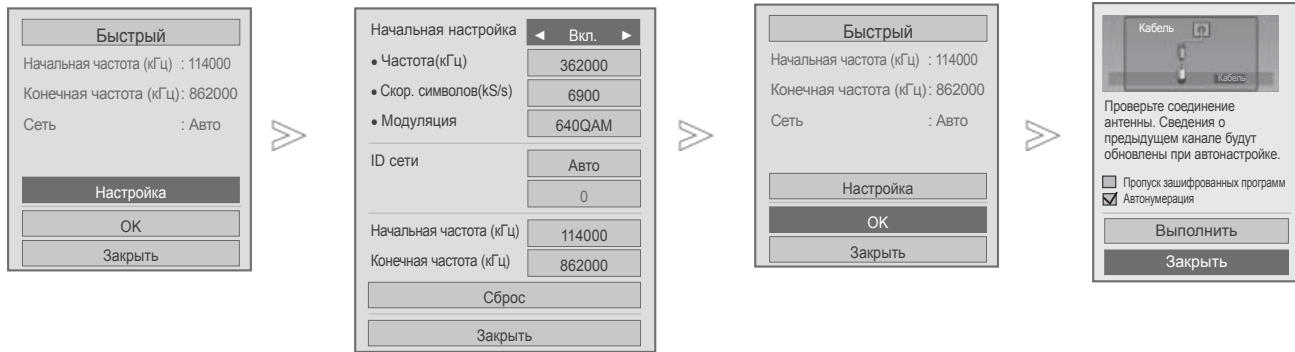 Быстрый
Начальная частота (кГц) : 114000
Конечная частота (кГц) : 862000
Сеть : Авто
Настройка
OK
Закрыть
Начальная настройка ◄ Вкл. ►
• Частота(кГц) 362000
• Скор. символов(kS/s) 6900
• Модуляция 640QAM
ID сети Авто
0
Начальная частота (кГц) 114000
Конечная частота (кГц) 862000
Сброс
Закрыть
Быстрый
Начальная частота (кГц) : 114000
Конечная частота (кГц) : 862000
Сеть : Авто
Настройка
OK
Закрыть
Кабель
Кабель
Проверьте соединение
антенны. Сведения о
предыдущем канале будут
обновлены при автонастройке.
Пропуск зашифрованных программ
Автонумерация
Выполнить
Закрыть